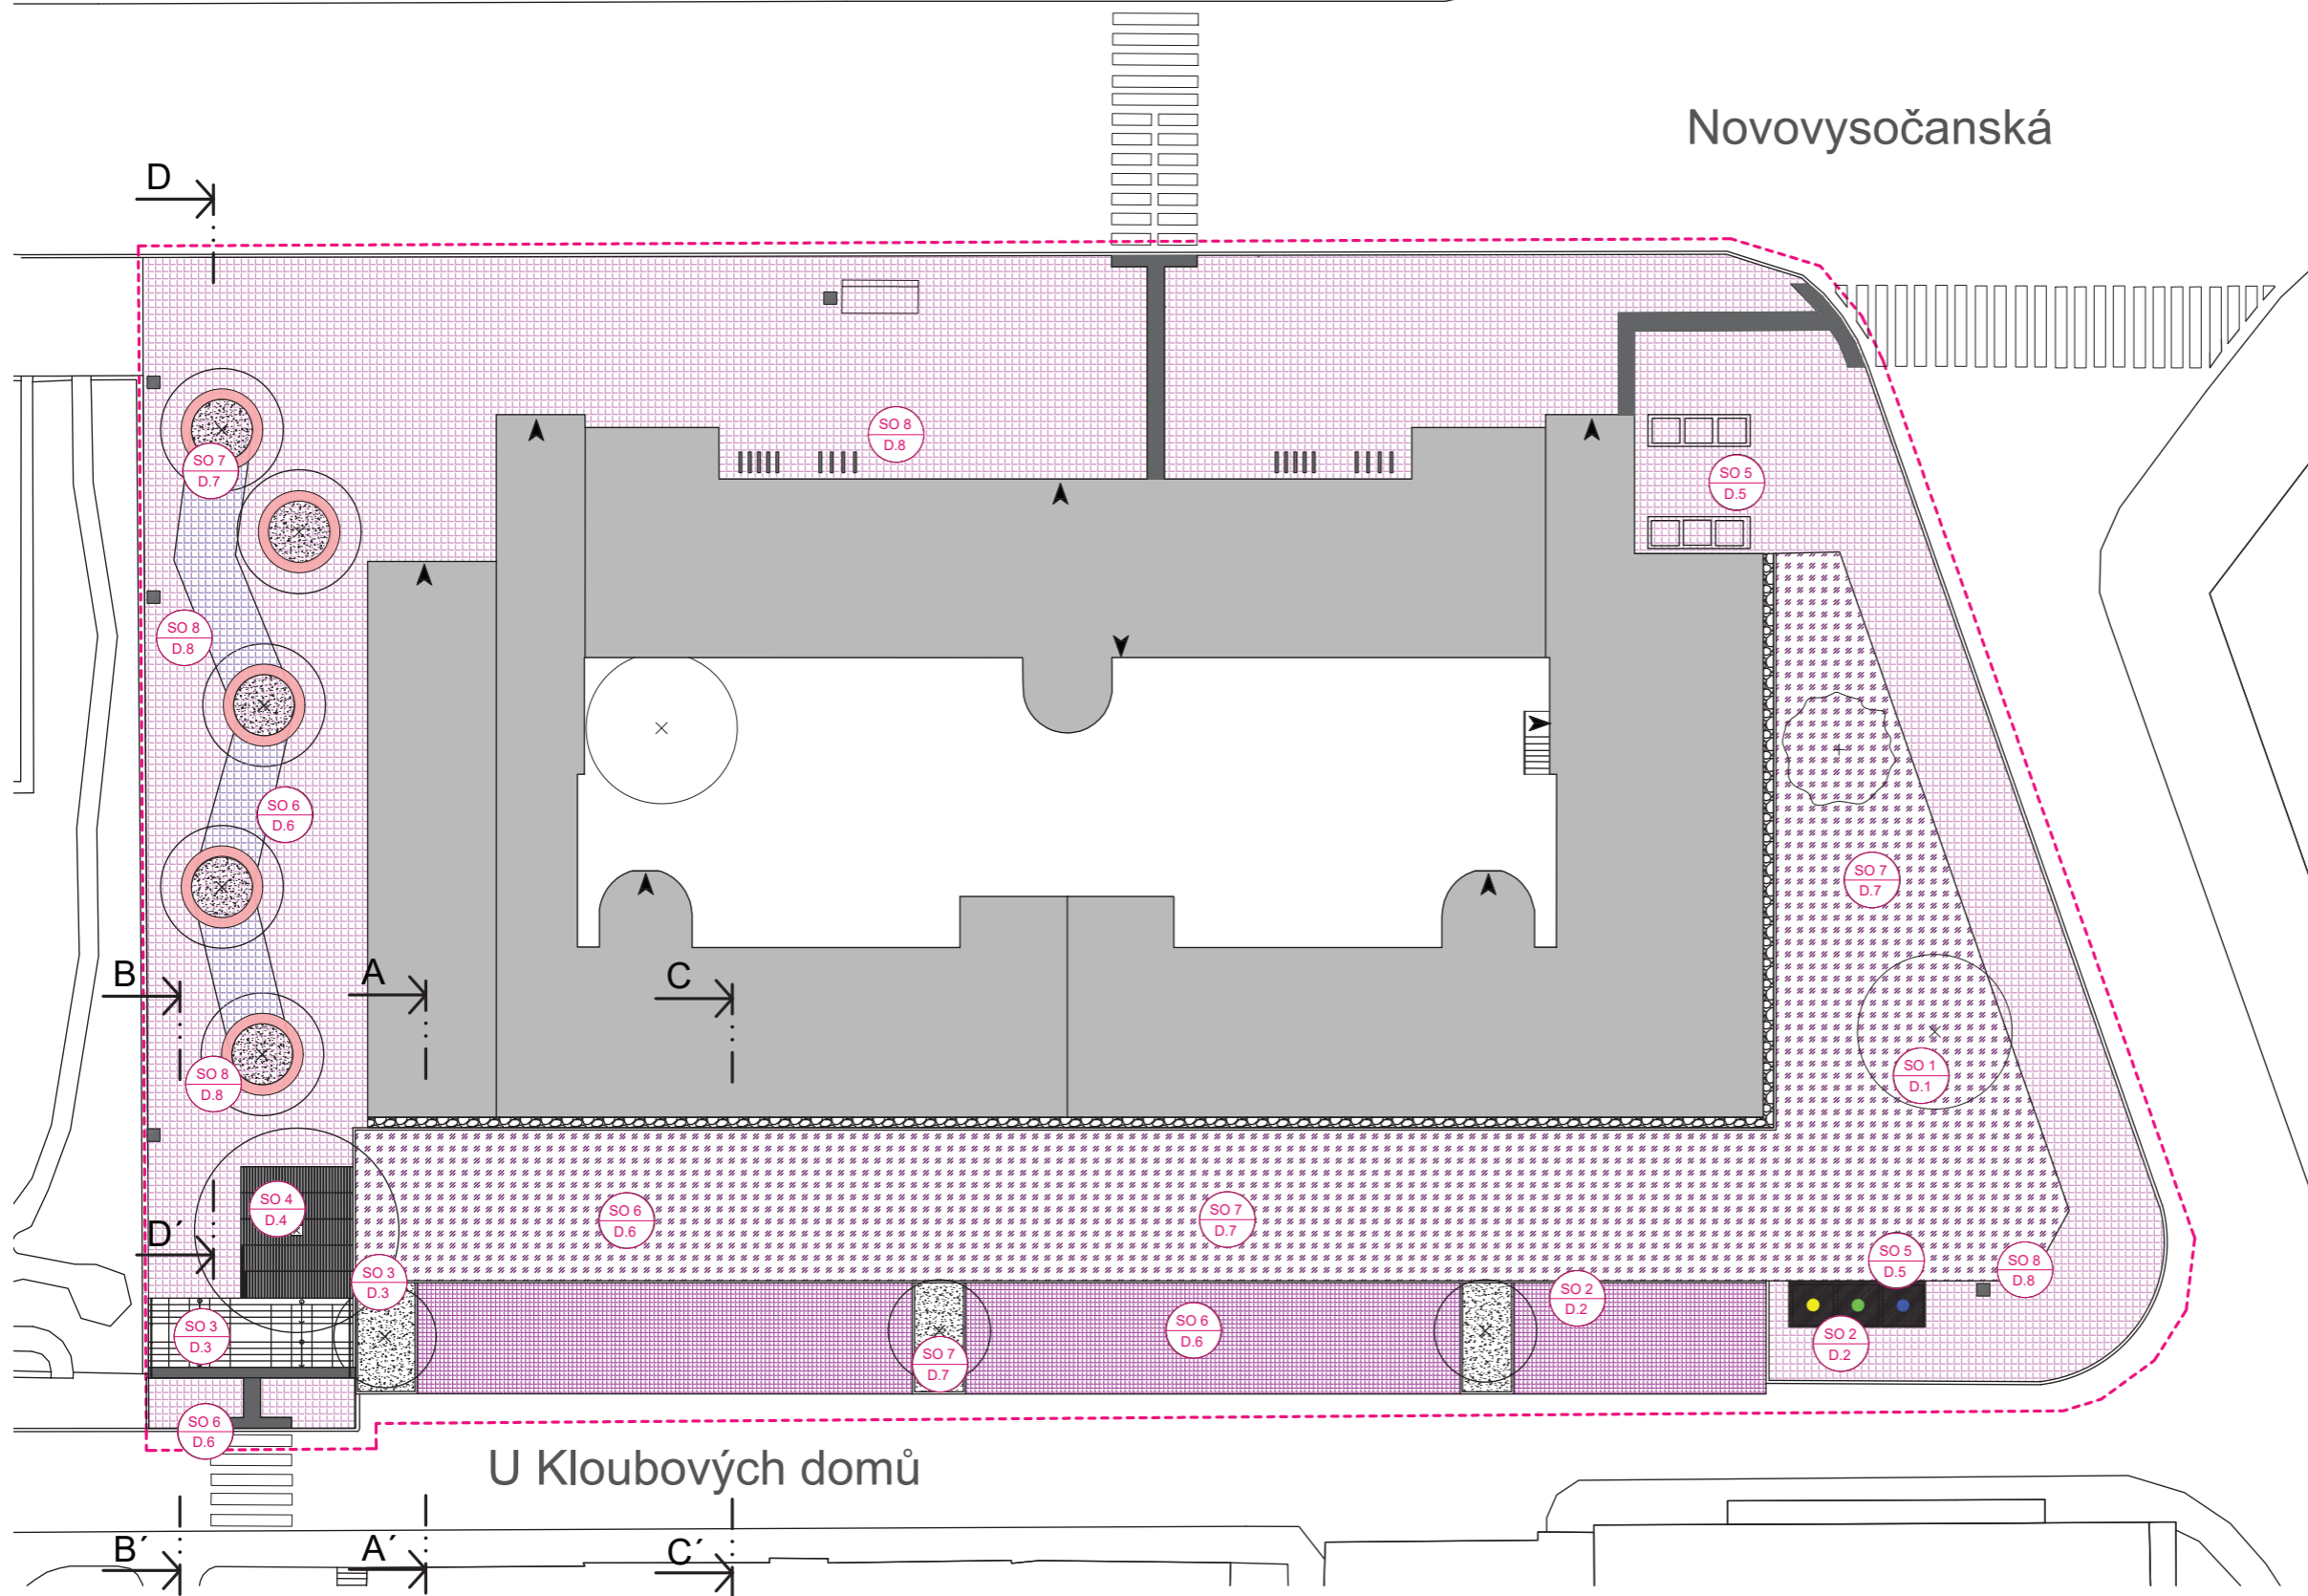 Novovysočanská
D
SO 8
D.8
SO 7
D.7
SO 5
D.5
SO 8
D.8
SO 6
D.6
SO 7
D.7
B
A
C
SO 8
D.8
SO 1
D.1
SO 4
D.4
SO 6
D.6
SO 7
D.7
D´
SO 5
D.5
SO 8
D.8
SO 3
D.3
SO 2
D.2
SO 3
D.3
SO 6
D.6
SO 2
D.2
SO 7
D.7
SO 6
D.6
U Kloubových domů
B´
A´
C´